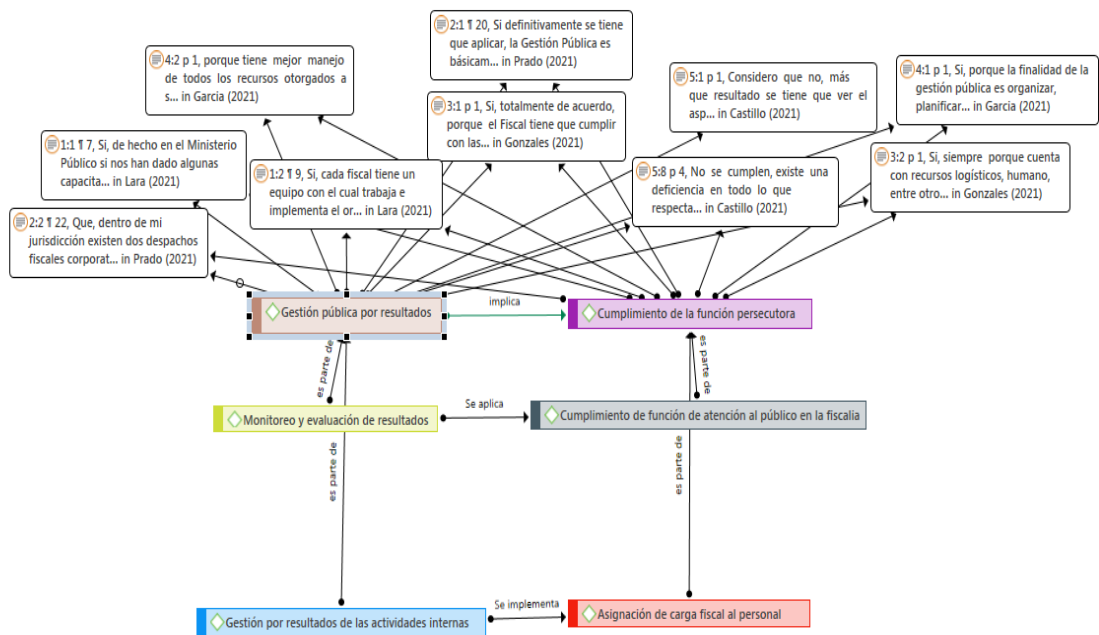 2:1 ¶ 20, Si definitivamente se tiene
que aplicar, la Gestión Pública es
básicam... in Prado (2021)
4:2 p 1, porque tiene mejor manejo
de todos los recursos otorgados a
s... in Garcia (2021)
4:1 p 1, Si, porque la finalidad de la
gestión pública es organizar,
planificar... in Garcia (2021)
5:1 p 1, Considero que no, más
que resultado se tiene que ver el
asp... in Castillo (2021)
3:1 p 1, Si, totalmente de acuerdo,
porque el Fiscal tiene que cumplir
con las... in Gonzales (2021)
1:1 ¶ 7, Si, de hecho en el Ministerio
Público si nos han dado algunas
capacita... in Lara (2021)
1:2 ¶ 9, Si, cada fiscal tiene un
equipo con el cual trabaja e
implementa el or... in Lara (2021)
5:8 p 4, No se cumplen, existe una
deficiencia en todo lo que
respecta... in Castillo (2021)
3:2 p 1, Si, siempre porque cuenta
con recursos logísticos, humano,
entre otro... in Gonzales (2021)
2:2 ¶ 22, Que, dentro de mi
jurisdicción existen dos despachos
fiscales corporat... in Prado (2021)
Gestión pública por resultados
implica
Cumplimiento de la función persecutora
es parte de
es parte de
Monitoreo y evaluación de resultados
Se aplica
Cumplimiento de función de atención al público en la fiscalia
es parte de
es parte de
Gestión por resultados de las actividades internas
Se implementa
Asignación de carga fiscal al personal